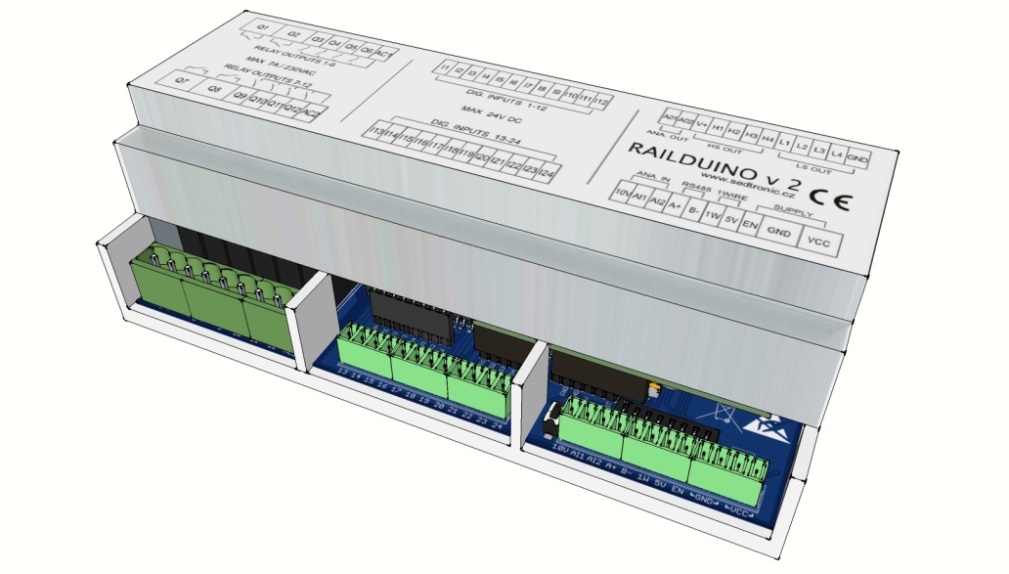 Q1 Q2 Q3 Q4 Q5 Q6 AC1
RELAY OUTPUTS 1-6
MAX 7A / 230VAC
RELAY OUTPUTS 7-12
Q7 Q8 Q9 Q10 Q11 Q12 AC2
I1 I2 I3 I4 I5 I6 I7 I8 I9 I10 I11 I12
DIG. INPUTS 1-12
MAX 24V DC
DIG. INPUTS 13-24
I13 I14 I15 I16 I17 I18 I19 I20 I21 I22 I23 I24
A01 A02 V+ H1 H2 H3 H4 L1 L2 L3 L4 GND
ANA. OUT HS OUT LS OUT
RAILDUINO v 2 CE
www.sedtronic.cz
ANA. IN RS485 1WIRE SUPPLY
10V AI1 AI2 A+ B- 1W 5V EN GND VCC
13 14 15 16 17 18 19 20 21 22 23 24
10V AI1 AI2 A+ B- 1W 5V EN GND VCC